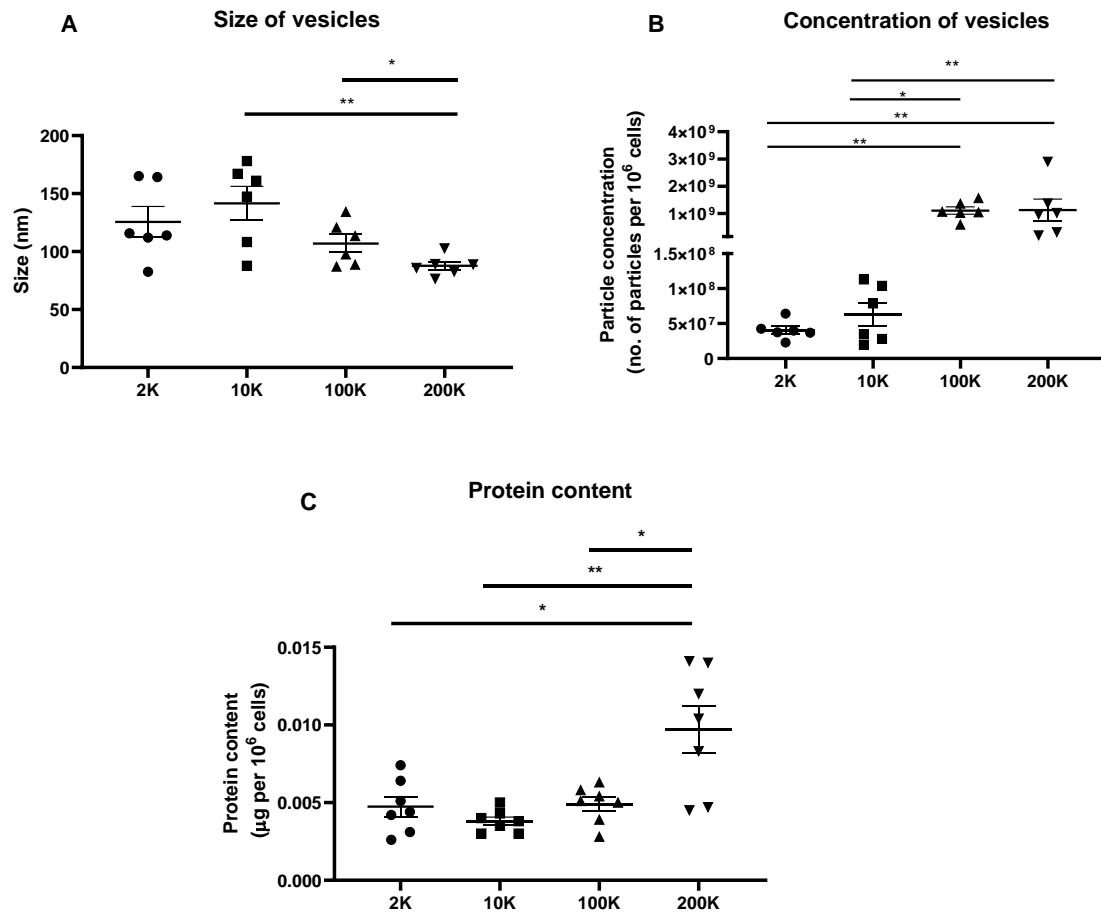 A
Size of vesicles
*
**
Size (nm)
200
150
100
50
0
2K 10K 100K 200K
B
Concentration of vesicles
**
*
**
**
Particle concentration
(no. of particles per 10⁶ cells)
4×10⁹
3×10⁹
2×10⁹
1×10⁹
1.5×10⁸
1×10⁸
5×10⁷
0
2K 10K 100K 200K
C
Protein content
*
**
*
Protein content
(μg per 10⁶ cells)
0.015
0.010
0.005
0.000
2K 10K 100K 200K